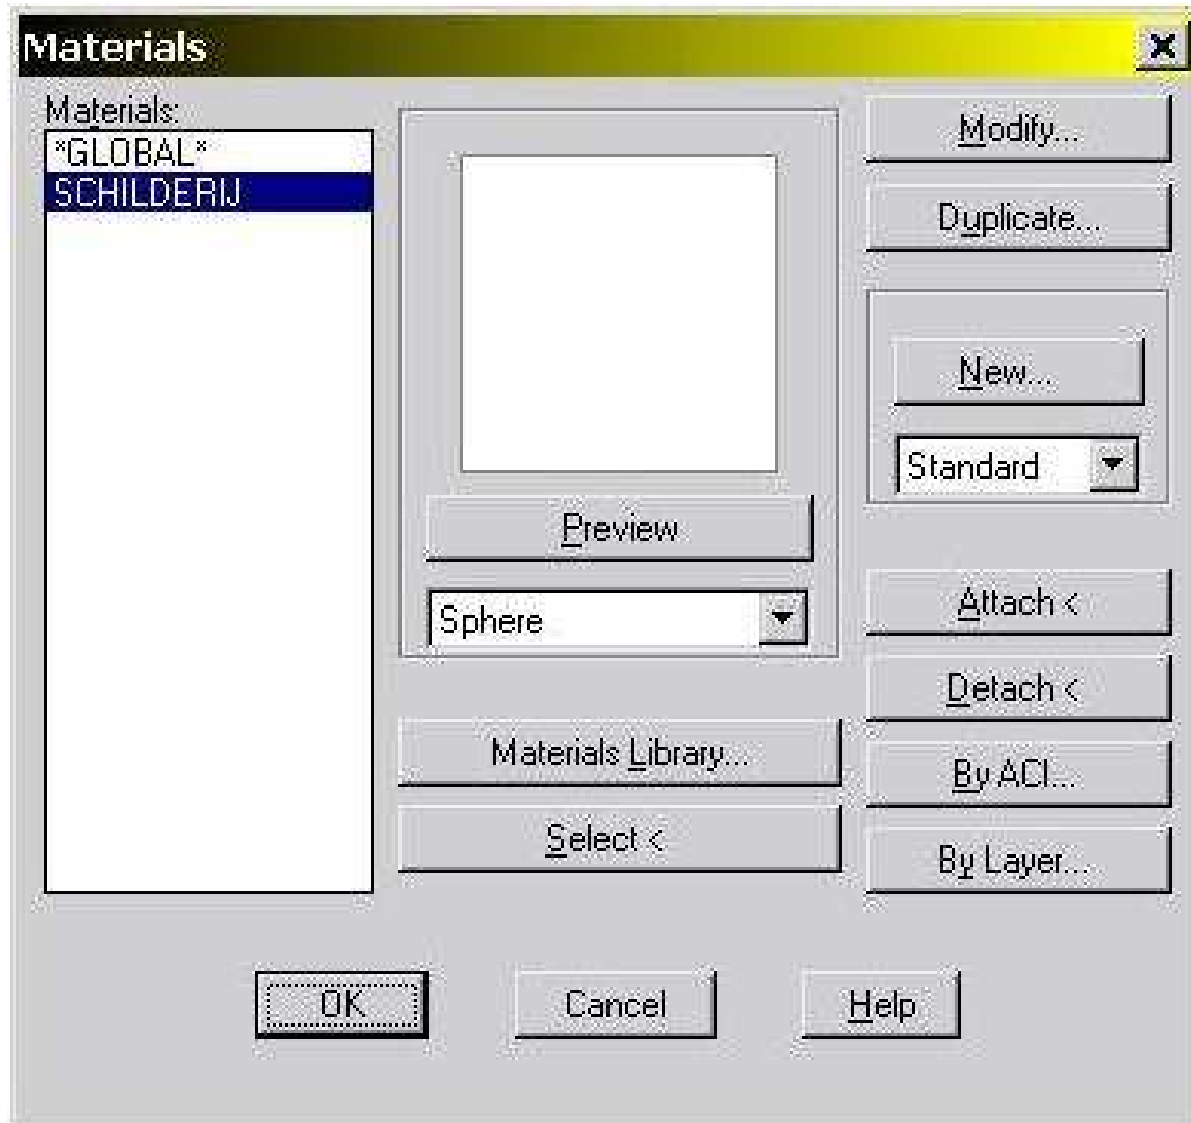 Materials
Materials:
*GLOBAL*
SCHILDERIJ
Preview
Sphere
Materials Library...
Select <
Modify...
Duplicate...
New...
Standard
Attach <
Detach <
By ACI...
By Layer...
OK
Cancel
Help